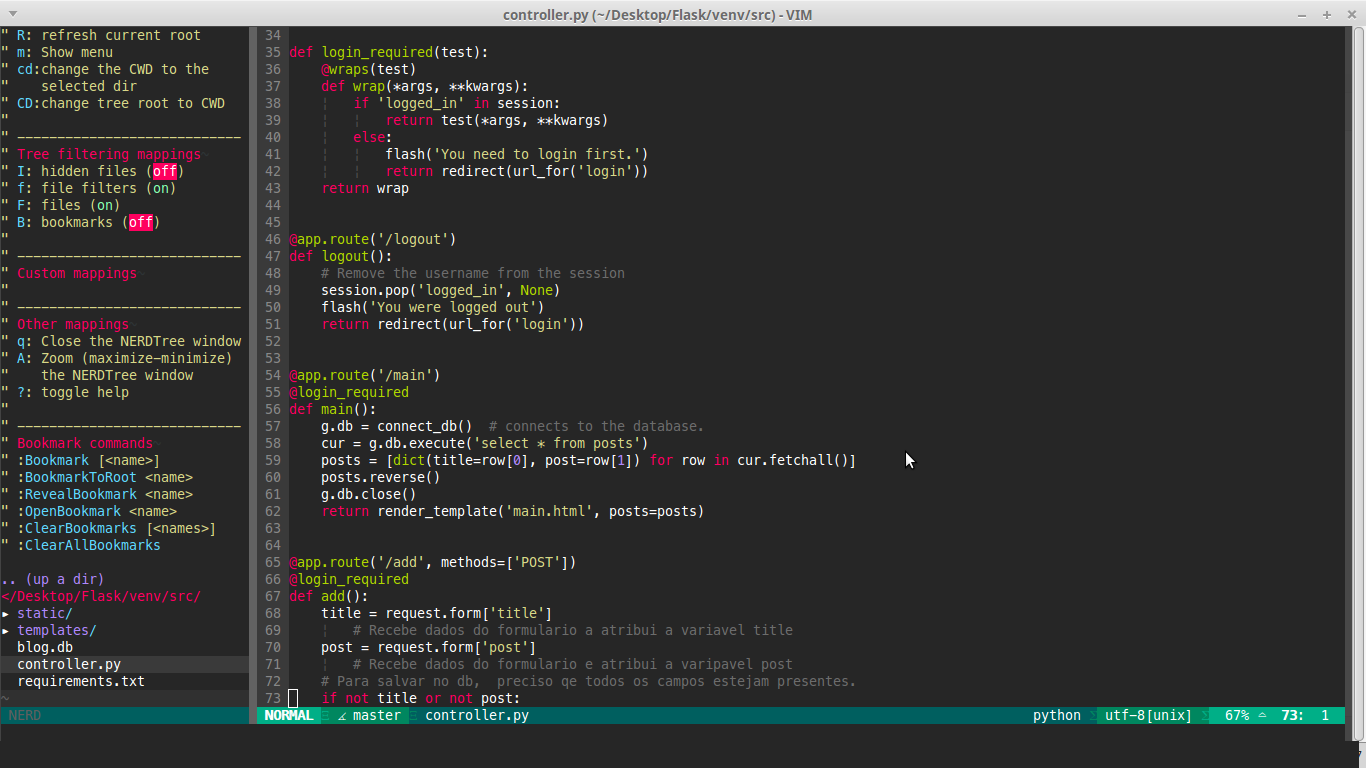 controller.py (~/Desktop/Flask/venv/src) - VIM
" R: refresh current root
" m: Show menu
" cd:change the CWD to the
"    selected dir
" CD:change tree root to CWD
"
" ----------------------------
" Tree filtering mappings~
" I: hidden files (off)
" f: file filters (on)
" F: files (on)
" B: bookmarks (off)
"
" ----------------------------
" Custom mappings~
"
" ----------------------------
" Other mappings~
" q: Close the NERDTree window
" A: Zoom (maximize-minimize)
"    the NERDTree window
" ?: toggle help
"
" ----------------------------
" Bookmark commands~
" :Bookmark [<name>]
" :BookmarkToRoot <name>
" :RevealBookmark <name>
" :OpenBookmark <name>
" :ClearBookmarks [<names>]
" :ClearAllBookmarks
.. (up a dir)
</Desktop/Flask/venv/src/
▸ static/
▸ templates/
blog.db
controller.py
requirements.txt
~
NERD
34
35 def login_required(test):
36     @wraps(test)
37     def wrap(*args, **kwargs):
38     ¦   if 'logged_in' in session:
39     ¦   ¦   return test(*args, **kwargs)
40     ¦   else:
41     ¦   ¦   flash('You need to login first.')
42     ¦   ¦   return redirect(url_for('login'))
43     return wrap
44
45
46 @app.route('/logout')
47 def logout():
48     # Remove the username from the session
49     session.pop('logged_in', None)
50     flash('You were logged out')
51     return redirect(url_for('login'))
52
53
54 @app.route('/main')
55 @login_required
56 def main():
57     g.db = connect_db()  # connects to the database.
58     cur = g.db.execute('select * from posts')
59     posts = [dict(title=row[0], post=row[1]) for row in cur.fetchall()]
60     posts.reverse()
61     g.db.close()
62     return render_template('main.html', posts=posts)
63
64
65 @app.route('/add', methods=['POST'])
66 @login_required
67 def add():
68     title = request.form['title']
69     ¦   # Recebe dados do formulario a atribui a variavel title
70     post = request.form['post']
71     ¦   # Recebe dados do formulario e atribui a varipavel post
72     # Para salvar no db,  preciso qe todos os campos estejam presentes.
73     if not title or not post:
NORMAL master controller.py python utf-8[unix] 67% 73: 1